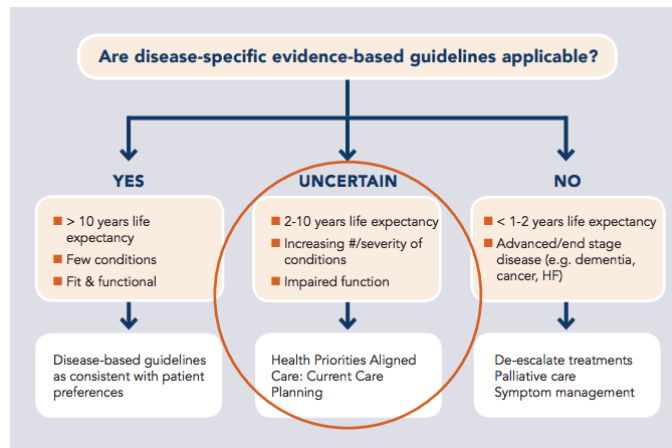 Are disease-specific evidence-based guidelines applicable?
YES
> 10 years life
expectancy
Few conditions
Fit & functional
Disease-based guidelines
as consistent with patient
preferences
UNCERTAIN
2-10 years life expectancy
Increasing #/severity of
conditions
Impaired function
Health Priorities Aligned
Care: Current Care
Planning
NO
< 1-2 years life expectancy
Advanced/end stage
disease (e.g. dementia,
cancer, HF)
De-escalate treatments
Palliative care
Symptom management